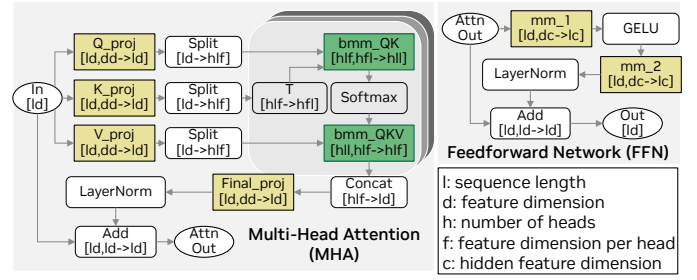 In
[ld]
Q_proj
[ld,dd->ld]
K_proj
[ld,dd->ld]
V_proj
[ld,dd->ld]
Split
[ld->hlf]
Split
[ld->hlf]
Split
[ld->hlf]
T
[hlf->hfl]
bmm_QK
[hlf,hfl->hll]
Softmax
bmm_QKV
[hll,hlf->hlf]
Concat
[hlf->ld]
Final_proj
[ld,dd->ld]
LayerNorm
Add
[ld,ld->ld]
Attn
Out
Multi-Head Attention
(MHA)
Attn
Out
mm_1
[ld,dc->lc]
GELU
mm_2
[ld,dc->lc]
LayerNorm
Add
[ld,ld->ld]
Out
[ld]
Feedforward Network (FFN)
l: sequence length
d: feature dimension
h: number of heads
f: feature dimension per head
c: hidden feature dimension